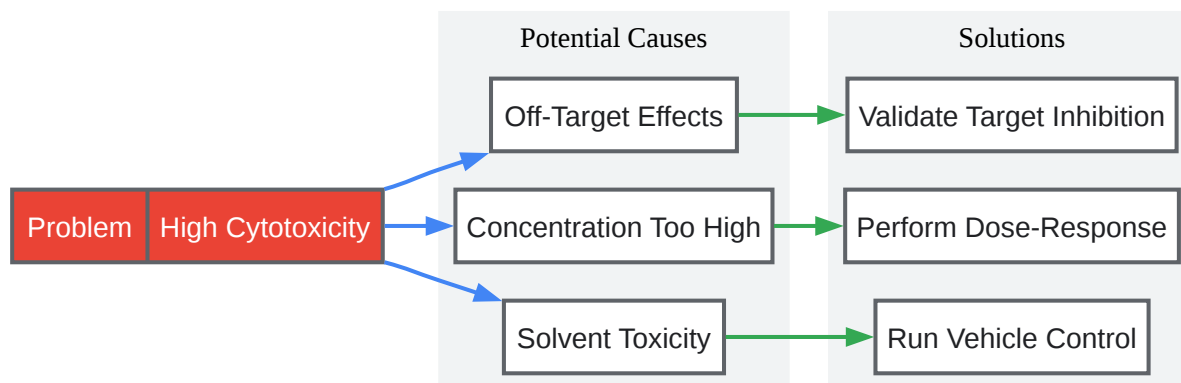 Potential Causes
Solutions
Off-Target Effects
Validate Target Inhibition
Problem
High Cytotoxicity
Concentration Too High
Perform Dose-Response
Solvent Toxicity
Run Vehicle Control